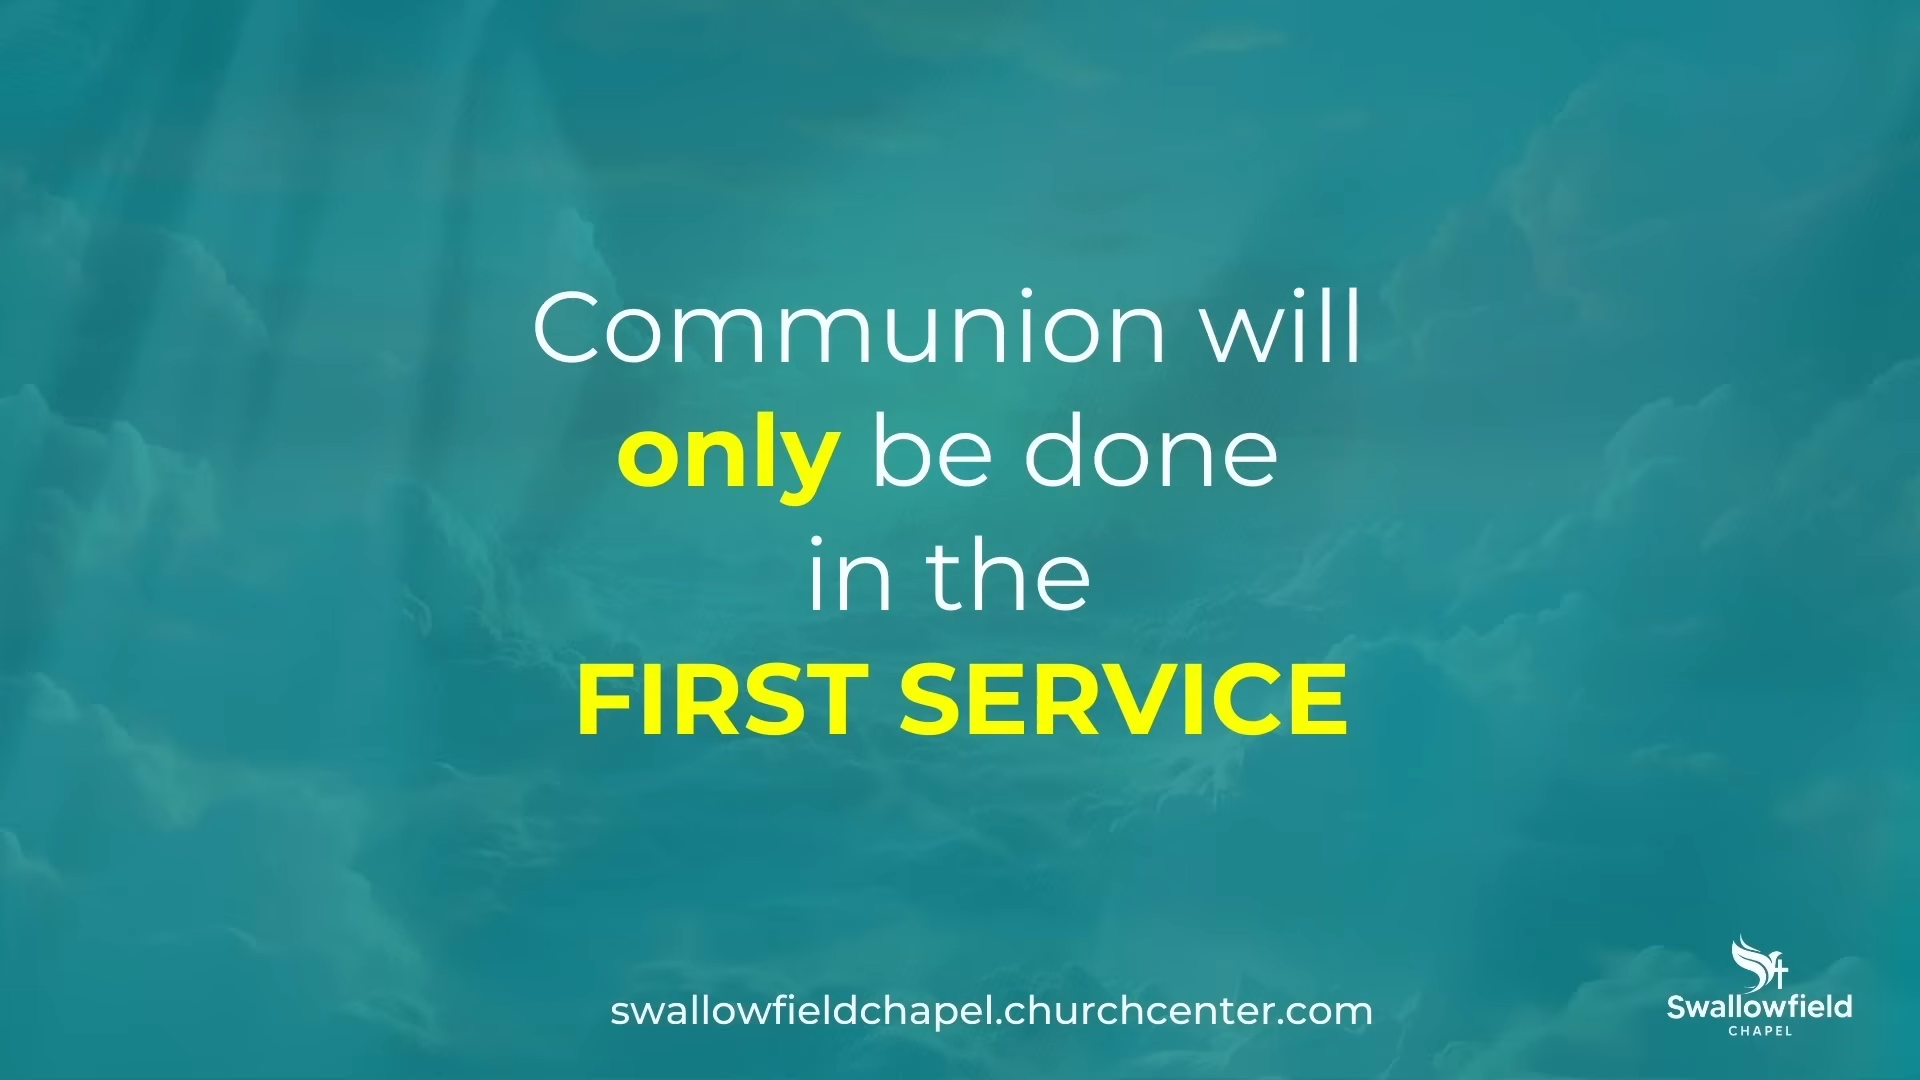 Communion will
only be done
in the
FIRST SERVICE
swallowfieldchapel.churchcenter.com
Swallowfield
CHAPEL